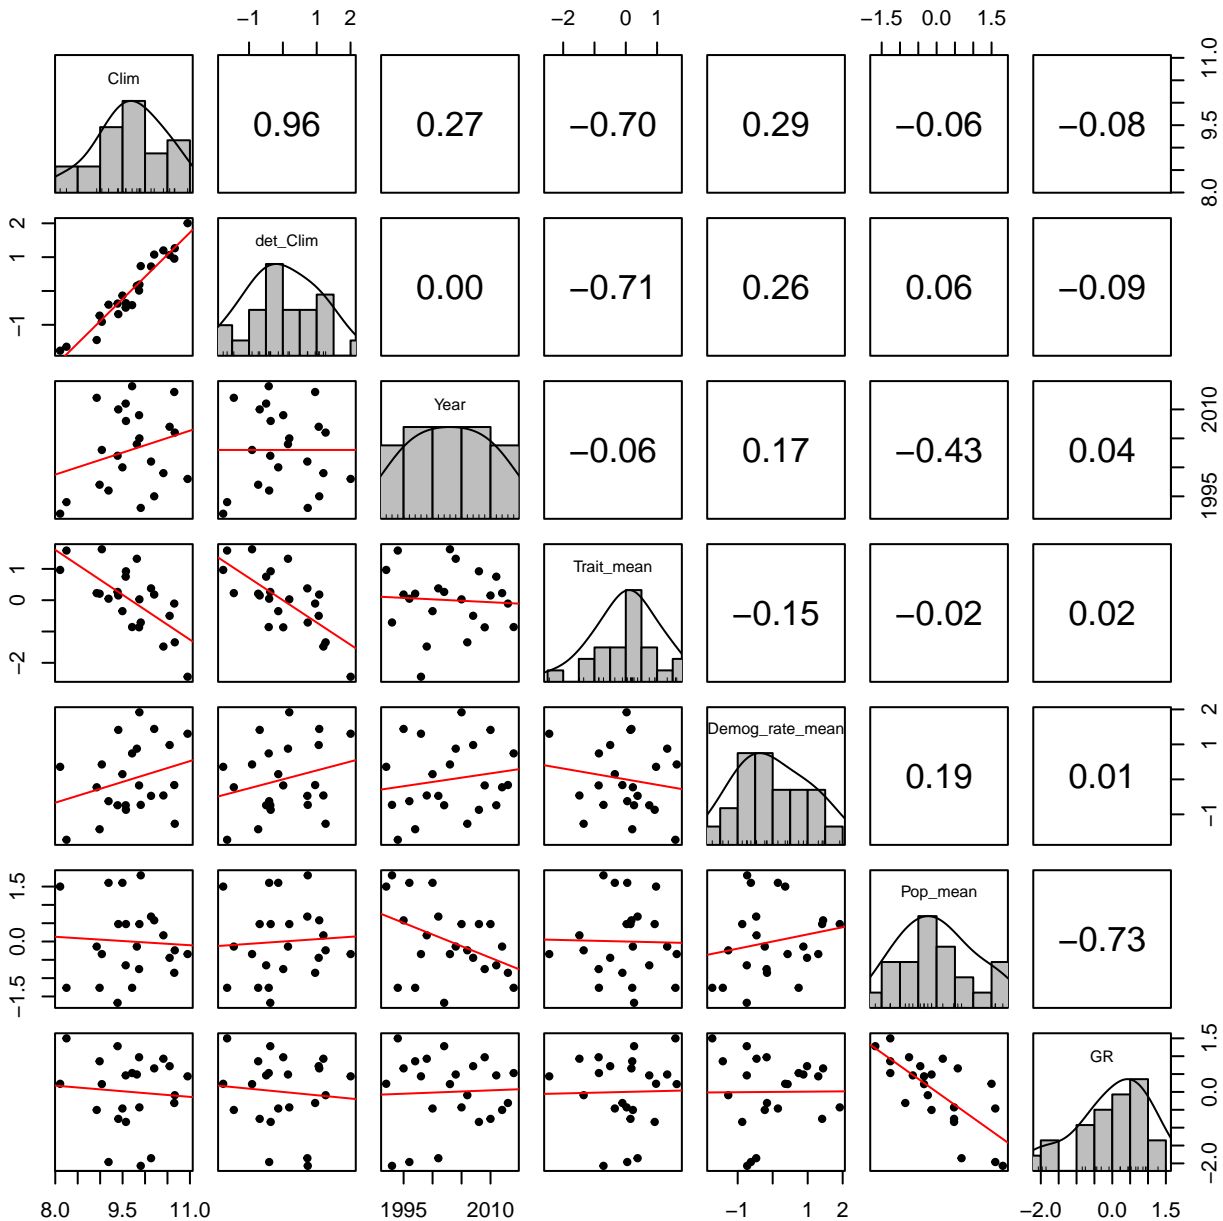 −1 1 2 −2 0 1 −1.5 0.0 1.5
Clim 0.96 0.27 −0.70 0.29 −0.06 −0.08 8.0 9.5 11.0
−1 1 2 det_Clim 0.00 −0.71 0.26 0.06 −0.09
Year −0.06 0.17 −0.43 0.04 1995 2010
−2 0 1 Trait_mean −0.15 −0.02 0.02
Demog_rate_mean 0.19 0.01 −1 1 2
−1.5 0.0 1.5 Pop_mean −0.73
GR −2.0 0.0 1.5
8.0 9.5 11.0 1995 2010 −1 1 2 −2.0 0.0 1.5